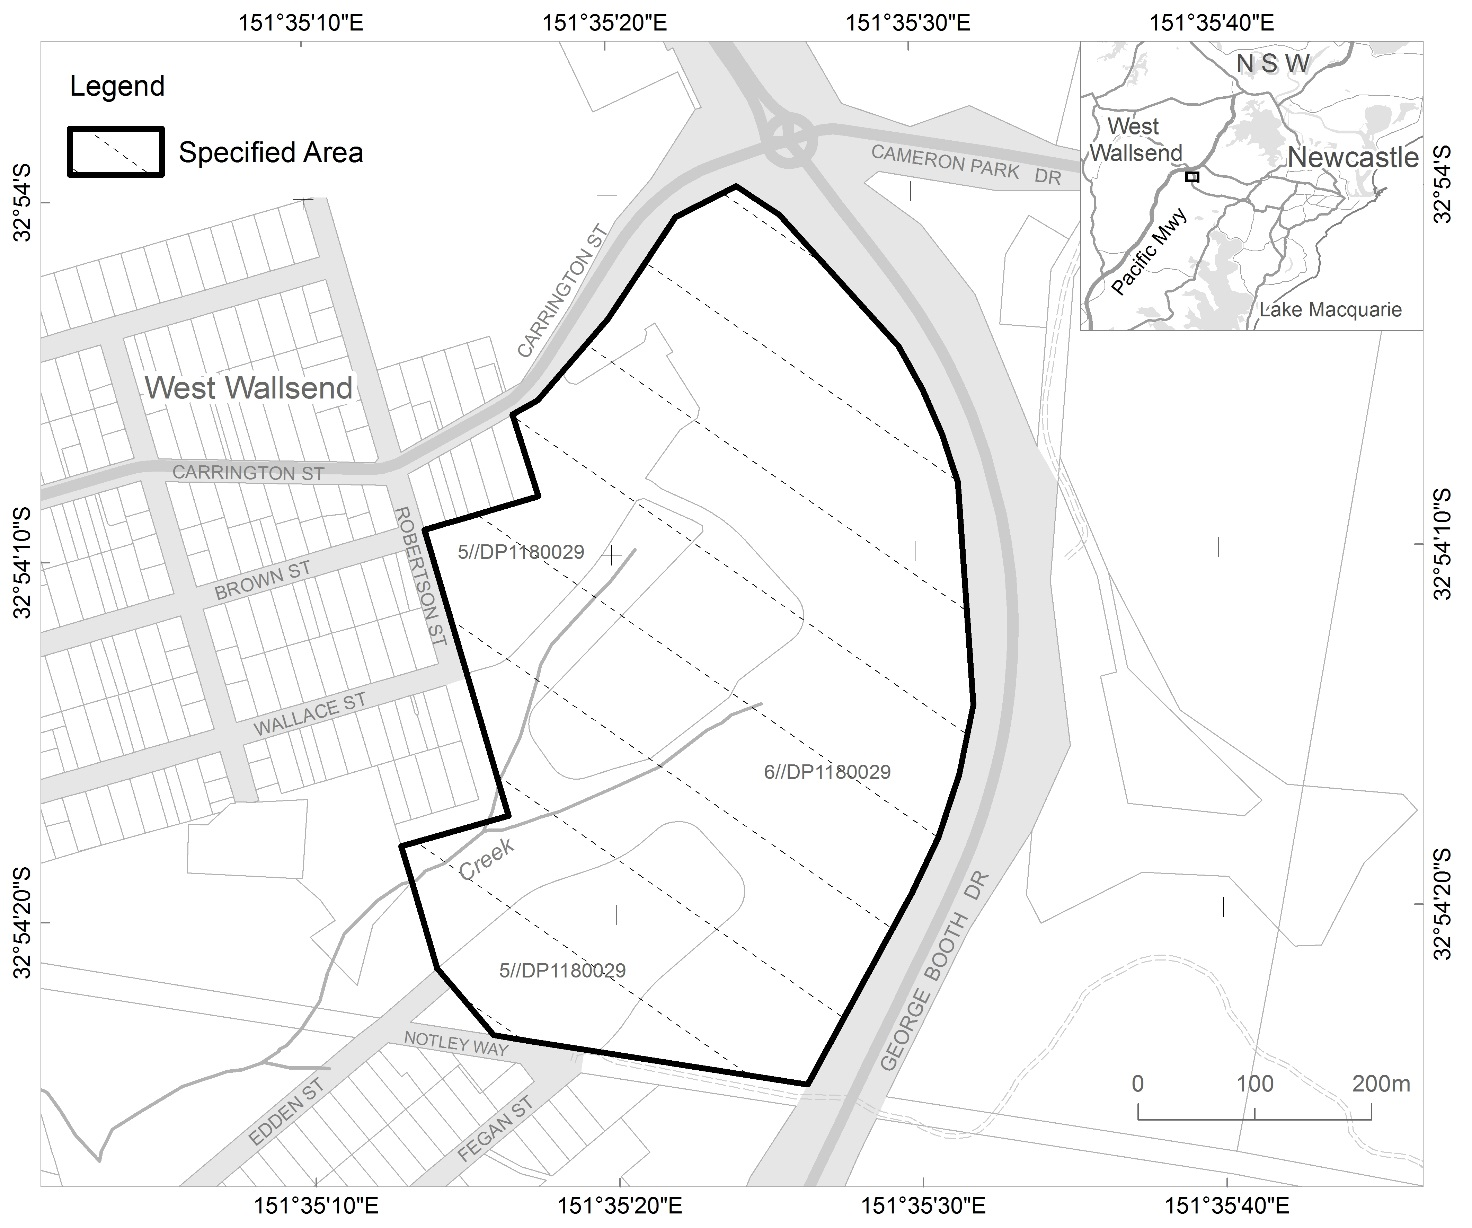 151°35'10"E
151°35'20"E
151°35'30"E
151°35'40"E
Legend
Specified Area
32°54'S
32°54'S
N S W
West
Wallsend
Newcastle
Pacific Mwy
Lake Macquarie
CAMERON PARK DR
CARRINGTON ST
West Wallsend
CARRINGTON ST
ROBERTSON ST
BROWN ST
WALLACE ST
32°54'10"S
32°54'10"S
5//DP1180029
6//DP1180029
Creek
5//DP1180029
32°54'20"S
32°54'20"S
GEORGE BOOTH DR
NOTLEY WAY
EDDEN ST
FEGAN ST
0 100 200m
151°35'10"E
151°35'20"E
151°35'30"E
151°35'40"E